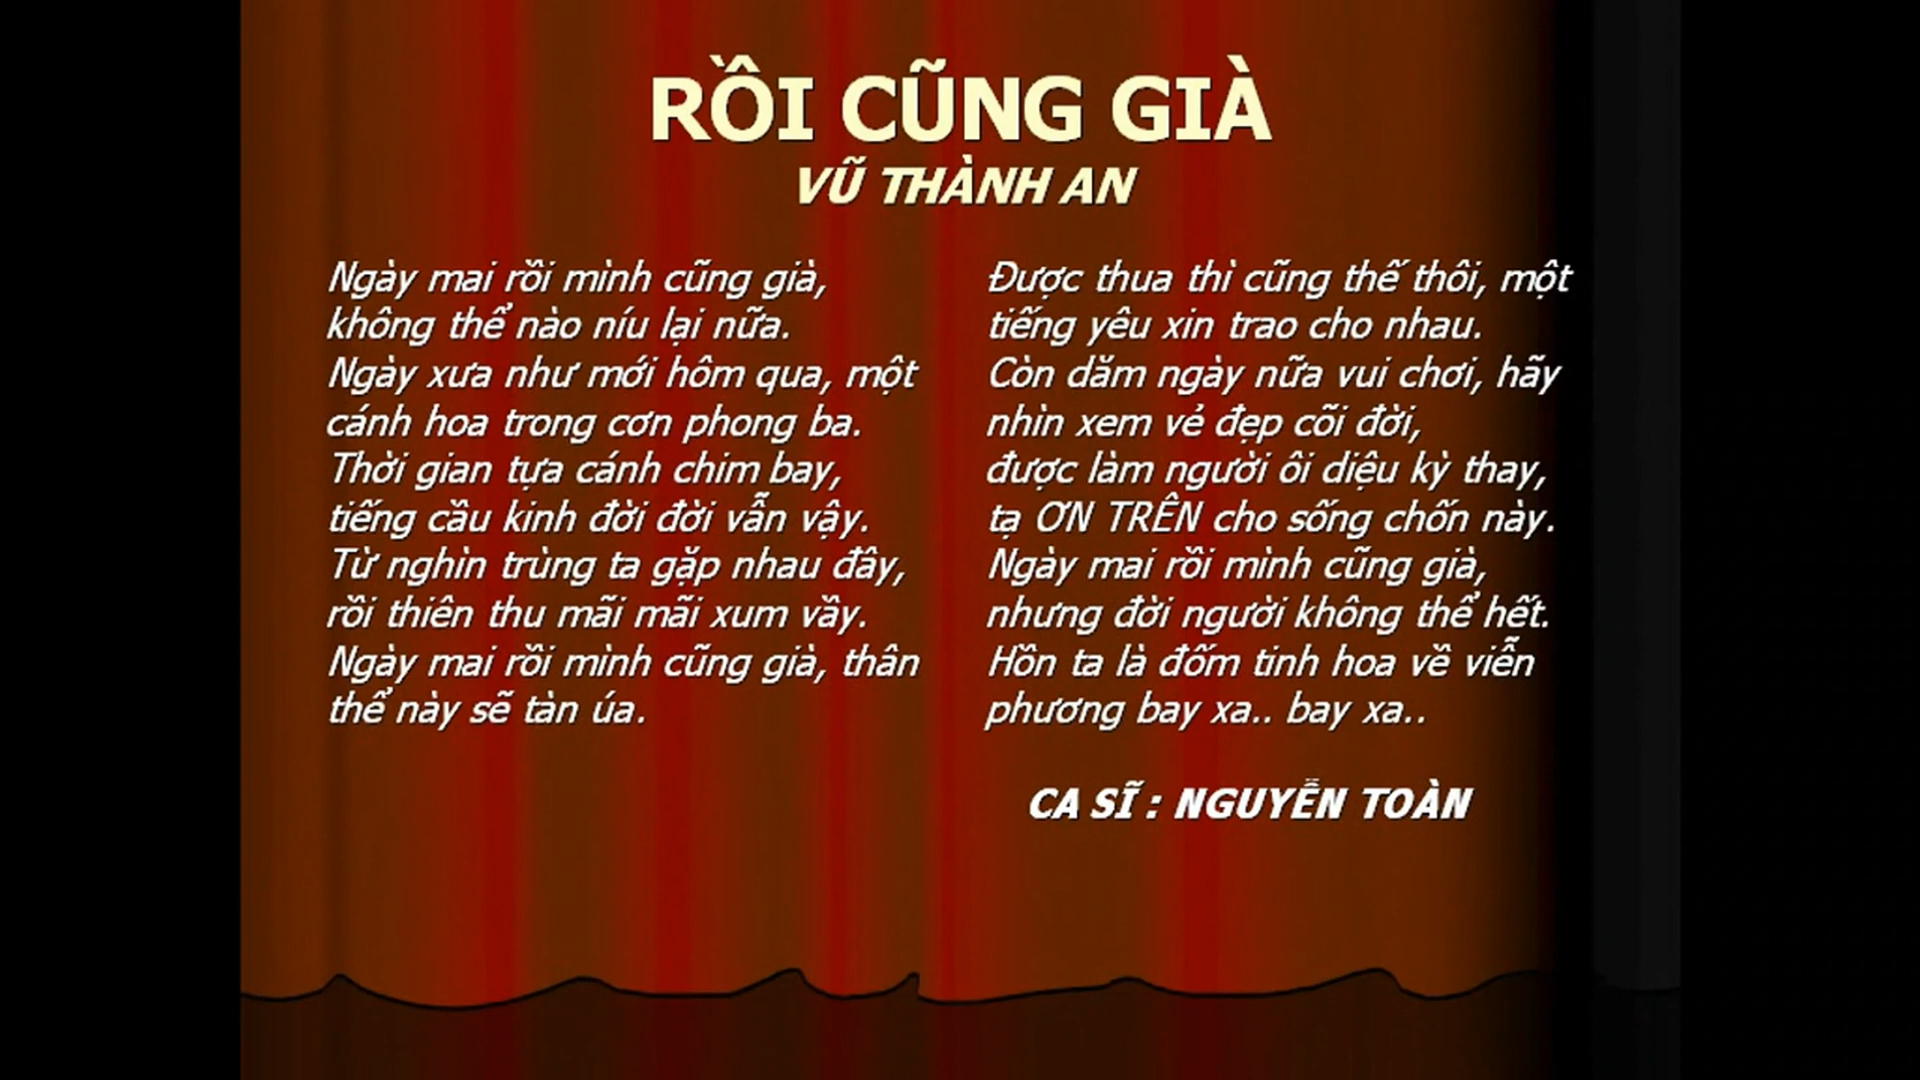 RỒI CŨNG GIÀ
VŨ THÀNH AN
Ngày mai rồi mình cũng già,
không thể nào níu lại nữa.
Ngày xưa như mới hôm qua, một
cánh hoa trong cơn phong ba.
Thời gian tựa cánh chim bay,
tiếng cầu kinh đời đời vẫn vậy.
Từ nghìn trùng ta gặp nhau đây,
rồi thiên thu mãi mãi xum vầy.
Ngày mai rồi mình cũng già, thân
thể này sẽ tàn úa.
Được thua thì cũng thế thôi, một
tiếng yêu xin trao cho nhau.
Còn dăm ngày nữa vui chơi, hãy
nhìn xem vẻ đẹp cõi đời,
được làm người ôi diệu kỳ thay,
tạ ƠN TRÊN cho sống chốn này.
Ngày mai rồi mình cũng già,
nhưng đời người không thể hết.
Hồn ta là đốm tinh hoa về viễn
phương bay xa.. bay xa..
CA SĨ : NGUYỄN TOÀN